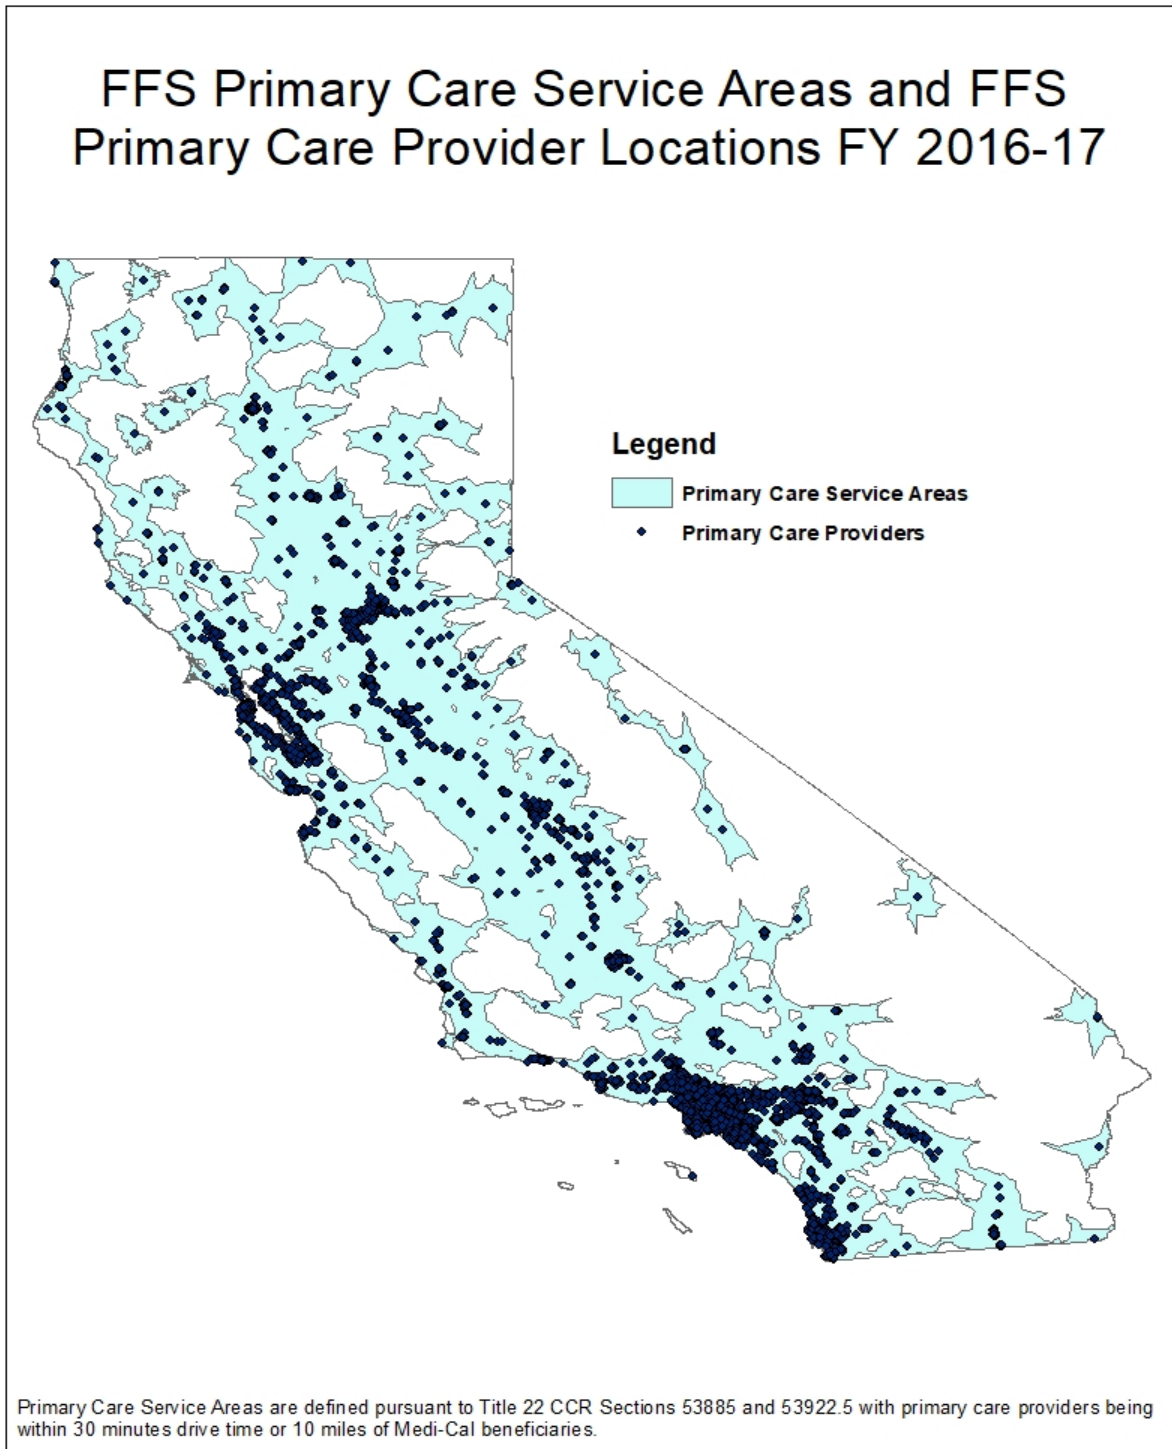 FFS Primary Care Service Areas and FFS
Primary Care Provider Locations FY 2016-17
Legend
Primary Care Service Areas
Primary Care Providers
Primary Care Service Areas are defined pursuant to Title 22 CCR Sections 53885 and 53922.5 with primary care providers being
within 30 minutes drive time or 10 miles of Medi-Cal beneficiaries.